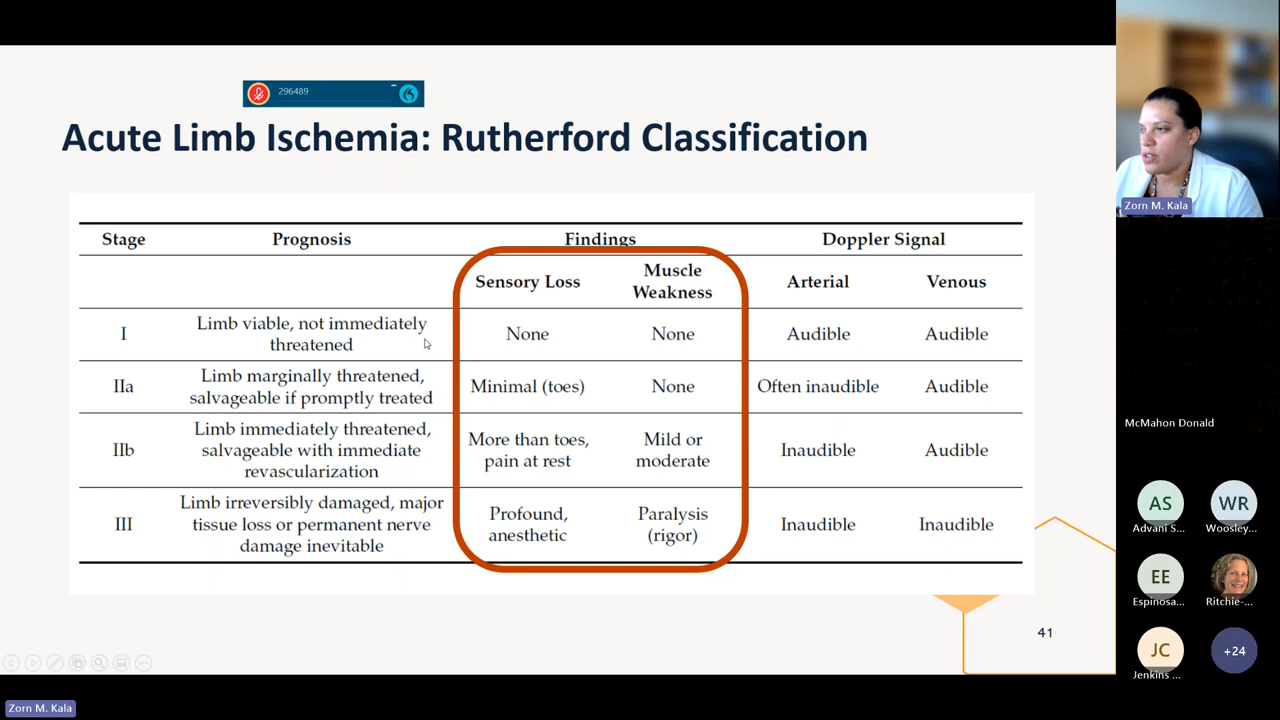 296489
Acute Limb Ischemia: Rutherford Classification
Stage Prognosis Findings Doppler Signal
Sensory Loss Muscle Weakness Arterial Venous
I Limb viable, not immediately threatened None None Audible Audible
IIa Limb marginally threatened, salvageable if promptly treated Minimal (toes) None Often inaudible Audible
IIb Limb immediately threatened, salvageable with immediate revascularization More than toes, pain at rest Mild or moderate Inaudible Audible
III Limb irreversibly damaged, major tissue loss or permanent nerve damage inevitable Profound, anesthetic Paralysis (rigor) Inaudible Inaudible
41
Zorn M. Kala
Zorn M. Kala
McMahon Donald
AS WR
Advani S... Woosley...
EE
Espinosa... Ritchie-...
JC +24
Jenkins ...